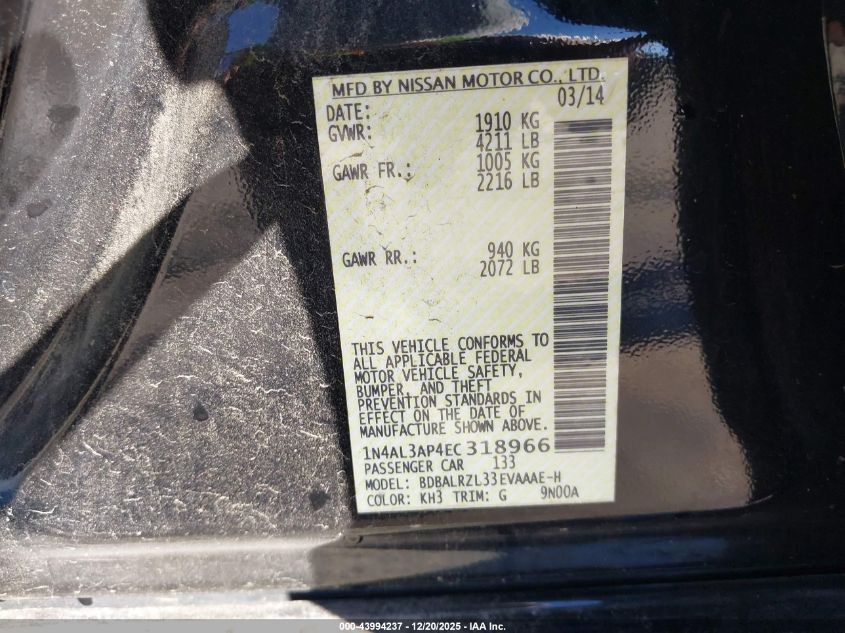 MFD BY NISSAN MOTOR CO., LTD.
DATE: 03/14
GVWR: 1910 KG
4211 LB
GAWR FR.: 1005 KG
2216 LB
GAWR RR.: 940 KG
2072 LB
THIS VEHICLE CONFORMS TO
ALL APPLICABLE FEDERAL
MOTOR VEHICLE SAFETY,
BUMPER, AND THEFT
PREVENTION STANDARDS IN
EFFECT ON THE DATE OF
MANUFACTURE SHOWN ABOVE.
1N4AL3AP4EC318966
PASSENGER CAR 133
MODEL: BDBALRZL33EVAAAE-H
COLOR: KH3 TRIM: G 9N00A
000-43994237 - 12/20/2025 - IAA Inc.